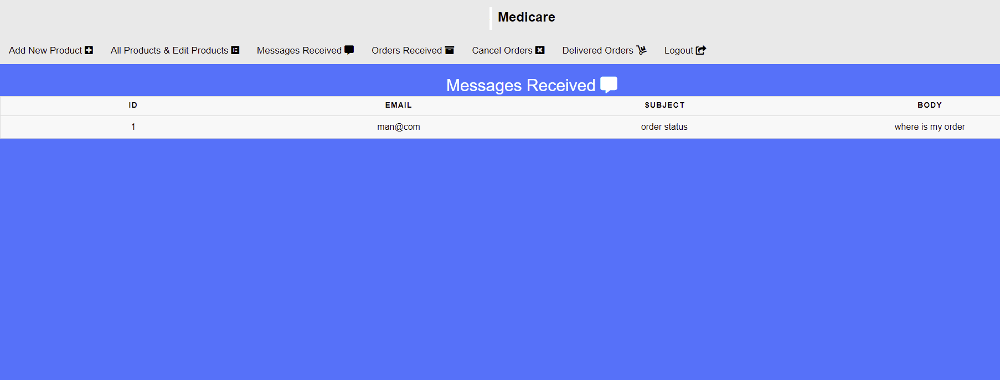 Medicare
Add New Product All Products & Edit Products Messages Received Orders Received Cancel Orders Delivered Orders Logout
Messages Received
ID EMAIL SUBJECT BODY
1 man@com order status where is my order